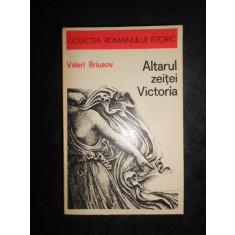 COLECȚIA ROMANULUI ISTORIC
Valeri Briusov
Altarul
zeiței
Victoria